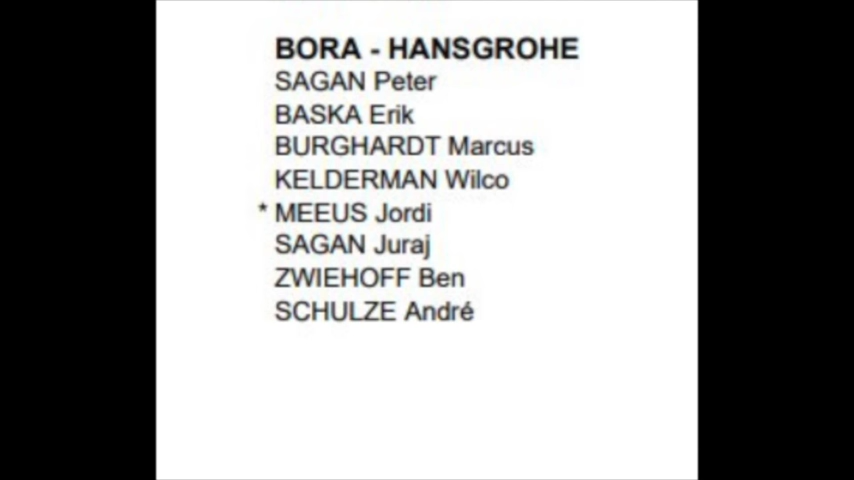 BORA - HANSGROHE
SAGAN Peter
BASKA Erik
BURGHARDT Marcus
KELDERMAN Wilco
* MEEUS Jordi
SAGAN Juraj
ZWIEHOFF Ben
SCHULZE André